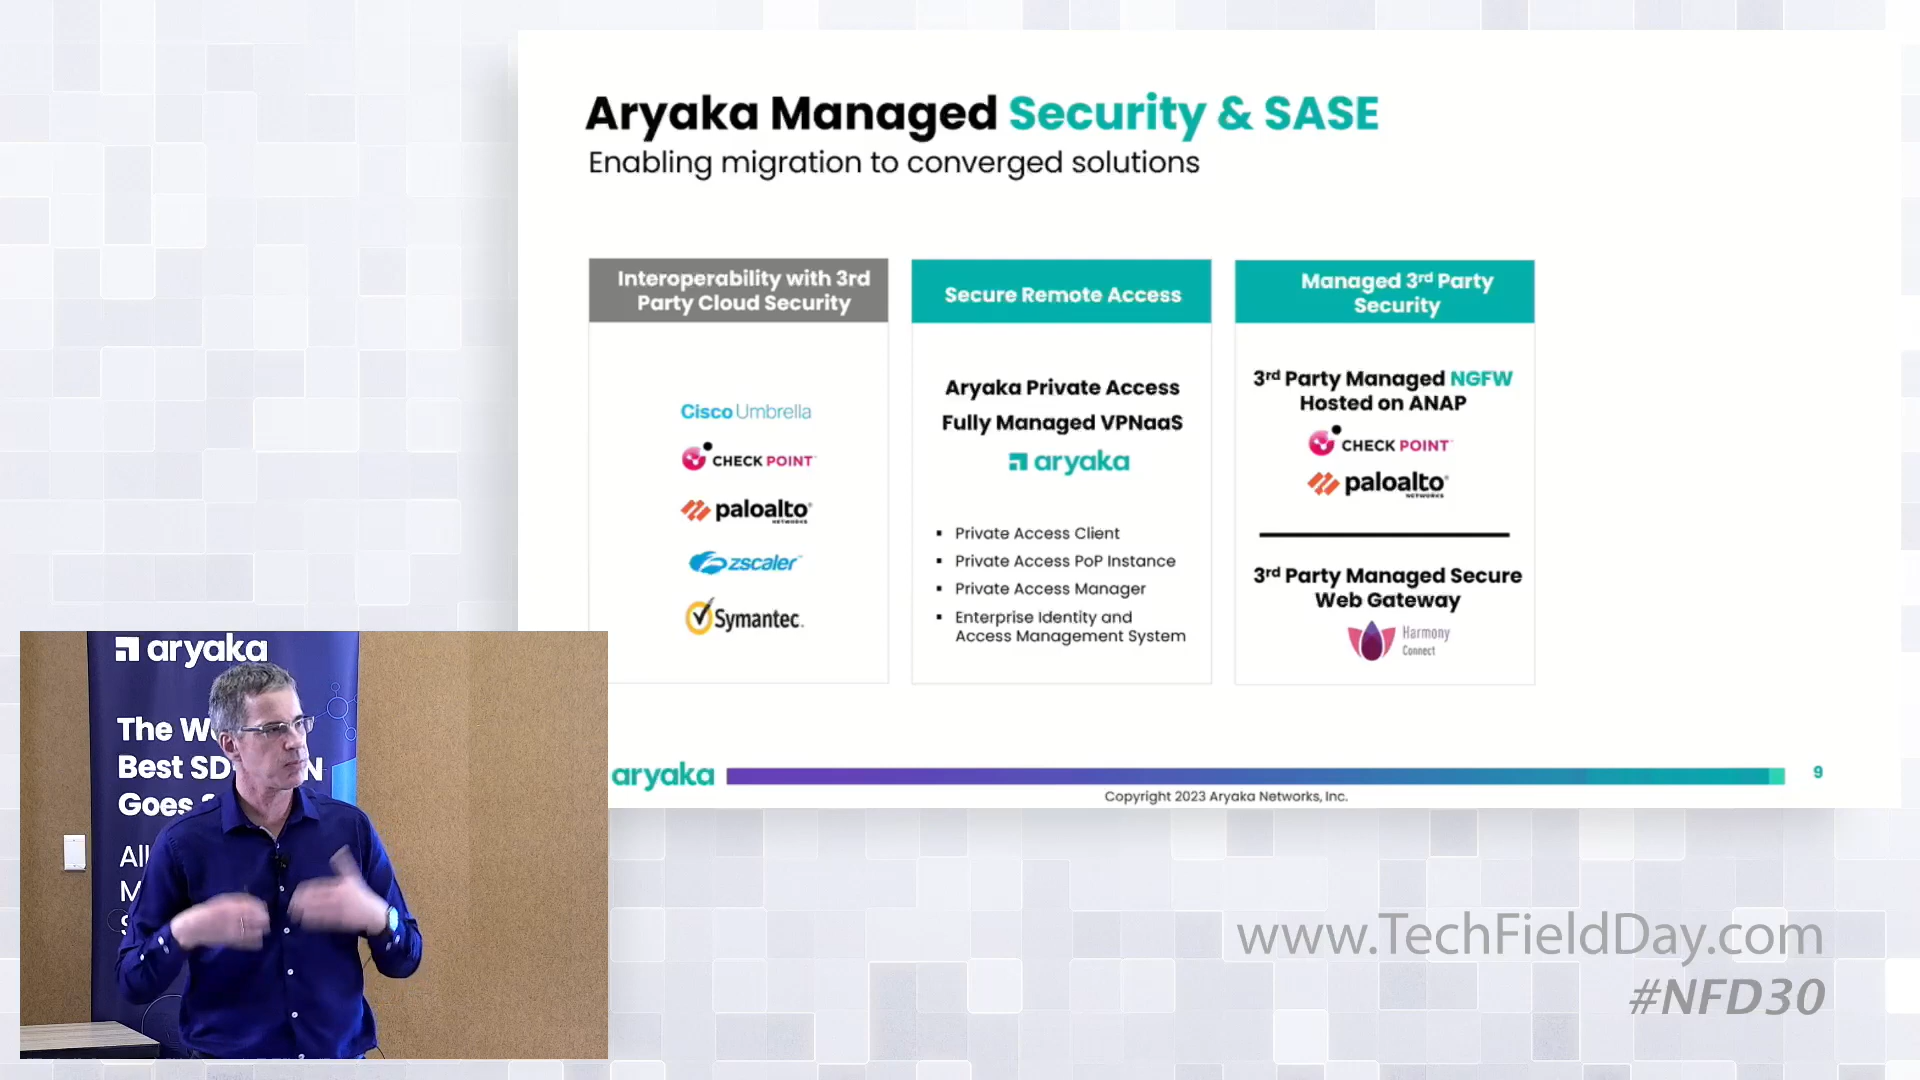 Aryaka Managed Security & SASE
Enabling migration to converged solutions
Interoperability with 3rd
Party Cloud Security
Cisco Umbrella
CHECK POINT
paloalto
NETWORKS
zscaler
Symantec.
Secure Remote Access
Aryaka Private Access
Fully Managed VPNaaS
aryaka
▪ Private Access Client
▪ Private Access PoP Instance
▪ Private Access Manager
▪ Enterprise Identity and
Access Management System
Managed 3rd Party
Security
3rd Party Managed NGFW
Hosted on ANAP
CHECK POINT
paloalto
NETWORKS
3rd Party Managed Secure
Web Gateway
Harmony
Connect
aryaka
Copyright 2023 Aryaka Networks, Inc.
9
aryaka
The
Best
Goes
www.TechFieldDay.com
#NFD30